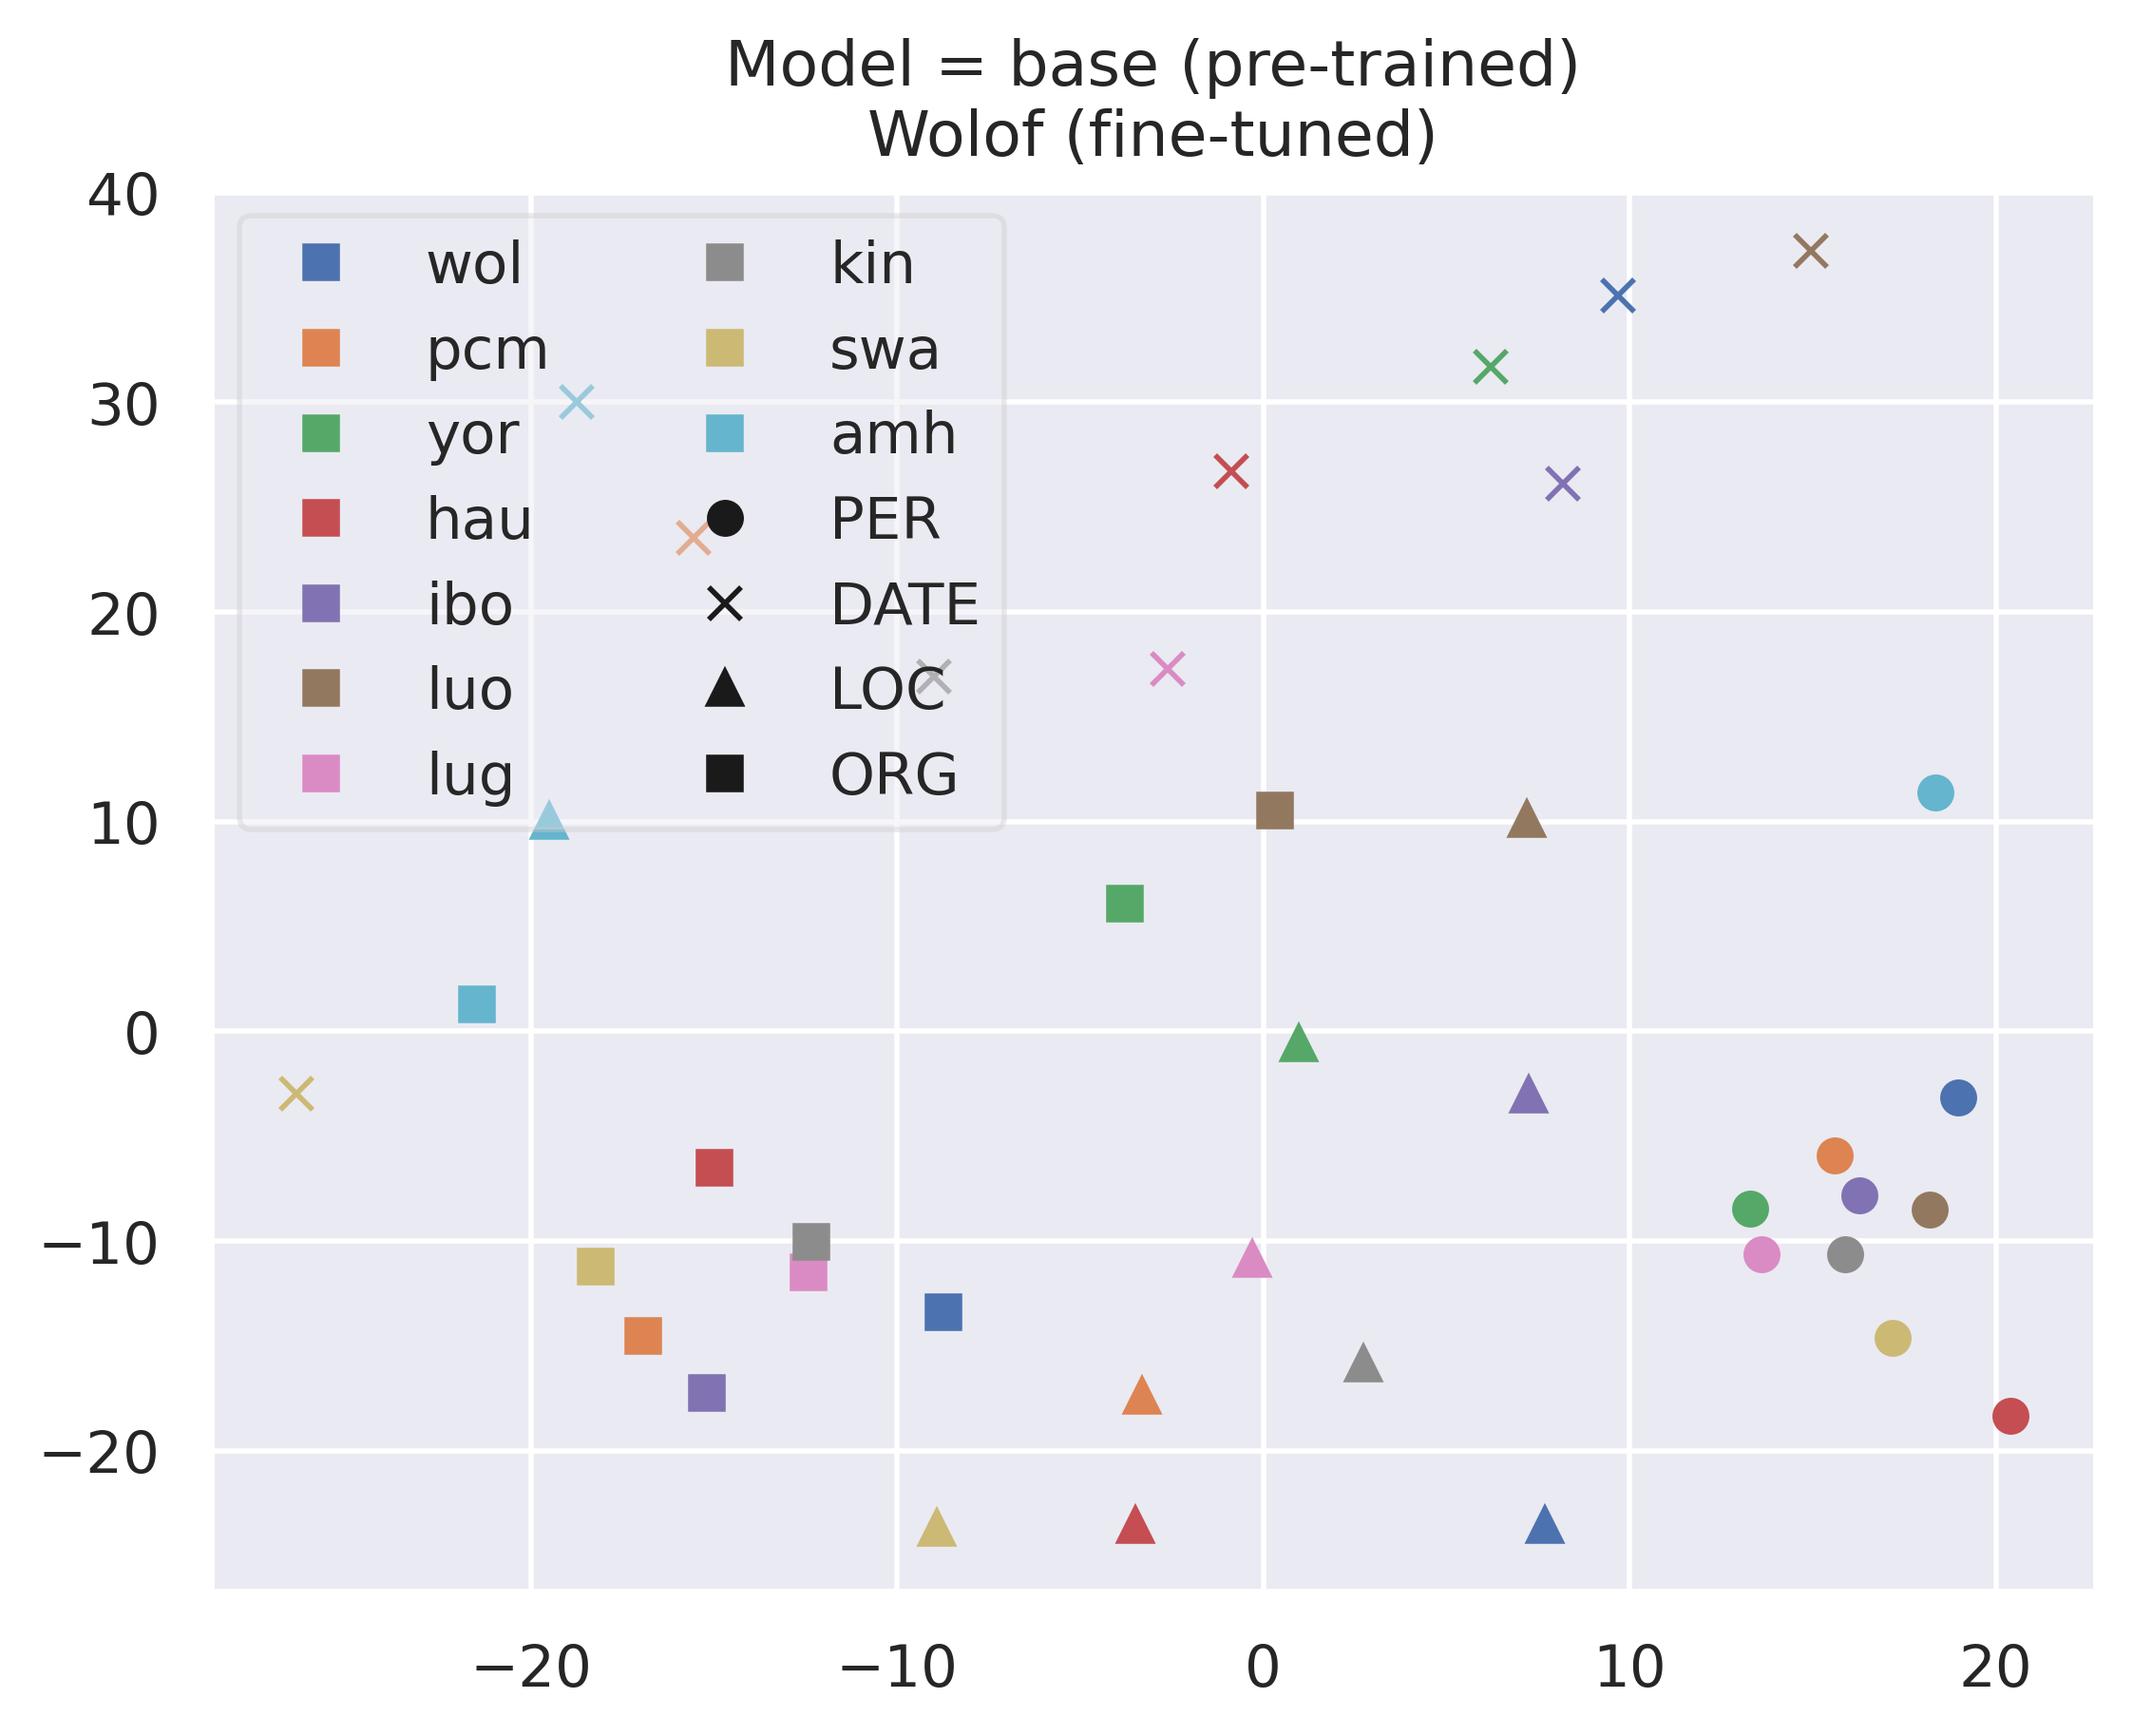 Model = base (pre-trained)
Wolof (fine-tuned)
40
30
20
10
0
−10
−20
wol
pcm
yor
hau
ibo
luo
lug
kin
swa
amh
PER
DATE
LOC
ORG
−20
−10
0
10
20